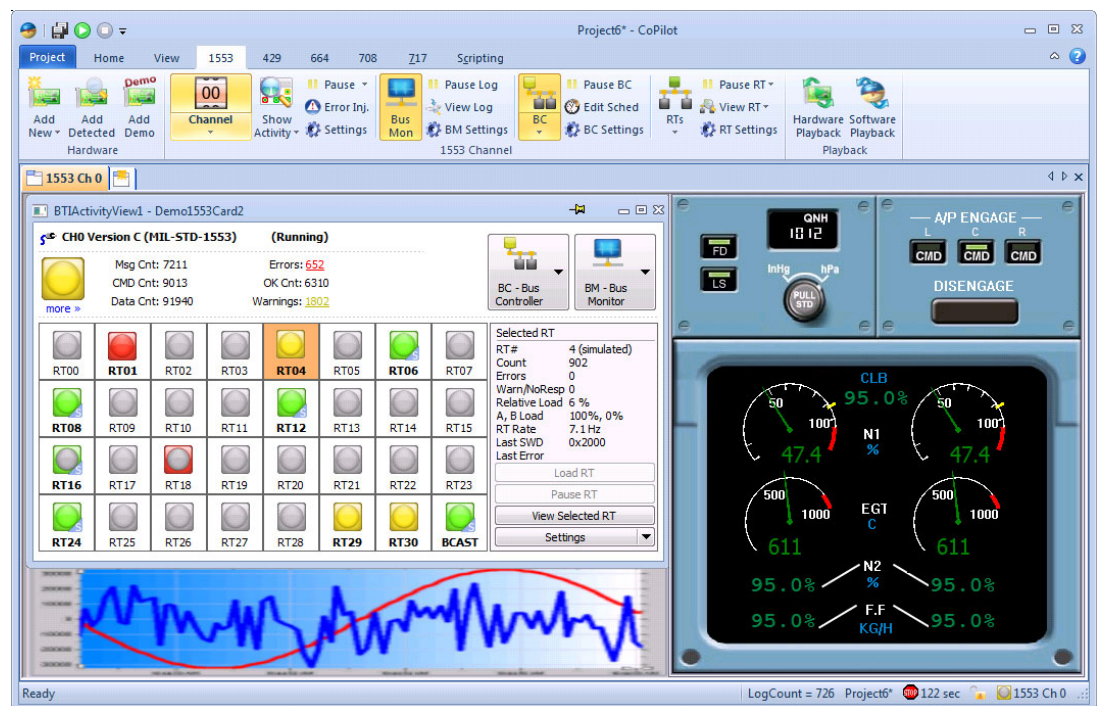 Project6* - CoPilot
Project Home View 1553 429 664 708 717 Scripting
Add New Add Detected Demo Add Demo
Hardware
00 Channel
Show Activity Pause Error Inj. Settings
Bus Mon Pause Log View Log BM Settings
BC Pause BC Edit Sched BC Settings
RTs Pause RT View RT RT Settings
1553 Channel
Hardware Playback Software Playback
Playback
1553 Ch 0
BTIActivityView1 - Demo1553Card2
CH0 Version C (MIL-STD-1553) (Running)
Msg Cnt: 7211 Errors: 652
CMD Cnt: 9013 OK Cnt: 6310
Data Cnt: 91940 Warnings: 1802
more »
BC - Bus Controller
BM - Bus Monitor
RT00 RT01 RT02 RT03 RT04 RT05 RT06 RT07
RT08 RT09 RT10 RT11 RT12 RT13 RT14 RT15
RT16 RT17 RT18 RT19 RT20 RT21 RT22 RT23
RT24 RT25 RT26 RT27 RT28 RT29 RT30 BCAST
Selected RT
RT# 4 (simulated)
Count 902
Errors 0
Warn/NoResp 0
Relative Load 6 %
A, B Load 100%, 0%
RT Rate 7.1 Hz
Last SWD 0x2000
Last Error
Load RT
Pause RT
View Selected RT
Settings
FD
LS
QNH
1012
inHg hPa
PULL STD
A/P ENGAGE
L C R
CMD CMD CMD
DISENGAGE
CLB
95.0%
50 100 47.4
N1
%
50 100 47.4
500 1000 611
EGT
C
500 1000 611
N2
95.0% % 95.0%
F.F
95.0% KG/H 95.0%
Ready
LogCount = 726 Project6* STOP 122 sec 1553 Ch 0